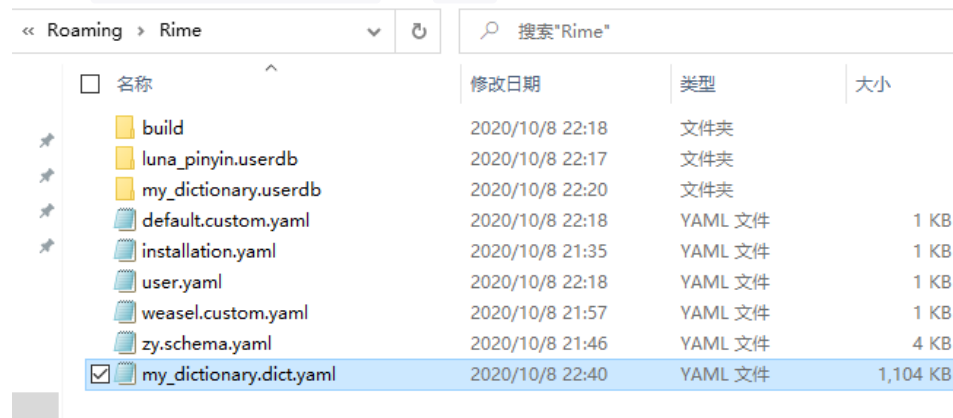 « Roaming › Rime 搜索"Rime"
名称 修改日期 类型 大小
build 2020/10/8 22:18 文件夹
luna_pinyin.userdb 2020/10/8 22:17 文件夹
my_dictionary.userdb 2020/10/8 22:20 文件夹
default.custom.yaml 2020/10/8 22:18 YAML 文件 1 KB
installation.yaml 2020/10/8 21:35 YAML 文件 1 KB
user.yaml 2020/10/8 22:18 YAML 文件 1 KB
weasel.custom.yaml 2020/10/8 21:57 YAML 文件 1 KB
zy.schema.yaml 2020/10/8 21:46 YAML 文件 4 KB
my_dictionary.dict.yaml 2020/10/8 22:40 YAML 文件 1,104 KB